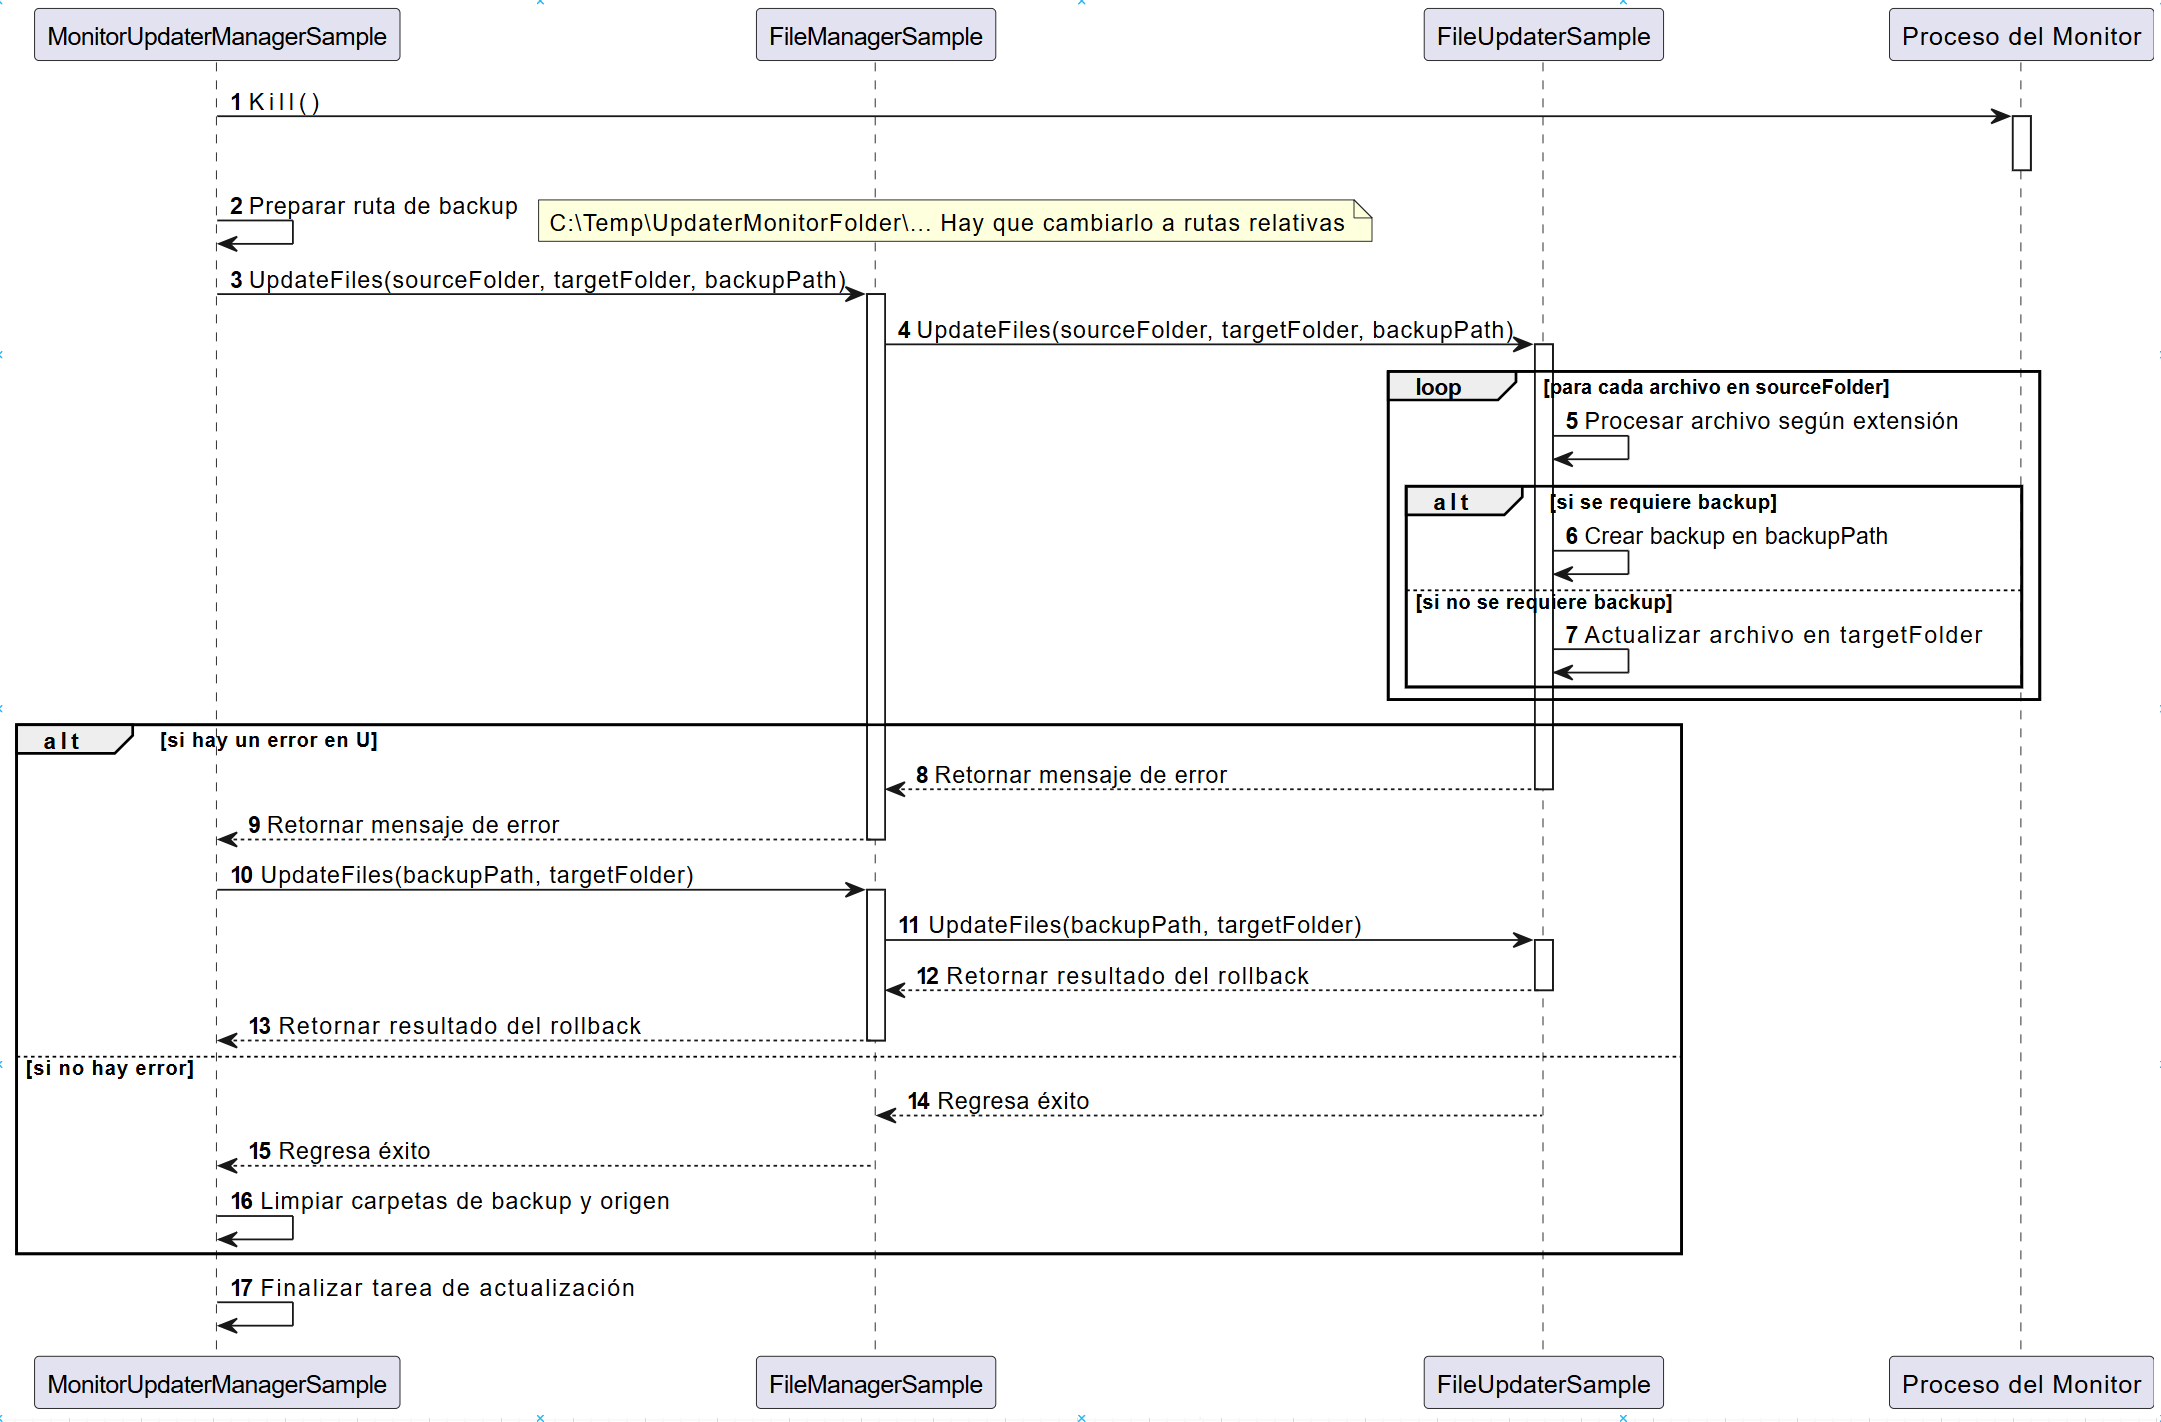 MonitorUpdaterManagerSample
FileManagerSample
FileUpdaterSample
Proceso del Monitor
1 Kill()
2 Preparar ruta de backup
C:\Temp\UpdaterMonitorFolder\... Hay que cambiarlo a rutas relativas
3 UpdateFiles(sourceFolder, targetFolder, backupPath)
4 UpdateFiles(sourceFolder, targetFolder, backupPath)
loop [para cada archivo en sourceFolder]
5 Procesar archivo según extensión
alt [si se requiere backup]
6 Crear backup en backupPath
[si no se requiere backup]
7 Actualizar archivo en targetFolder
alt [si hay un error en U]
8 Retornar mensaje de error
9 Retornar mensaje de error
10 UpdateFiles(backupPath, targetFolder)
11 UpdateFiles(backupPath, targetFolder)
12 Retornar resultado del rollback
13 Retornar resultado del rollback
[si no hay error]
14 Regresa éxito
15 Regresa éxito
16 Limpiar carpetas de backup y origen
17 Finalizar tarea de actualización
MonitorUpdaterManagerSample
FileManagerSample
FileUpdaterSample
Proceso del Monitor